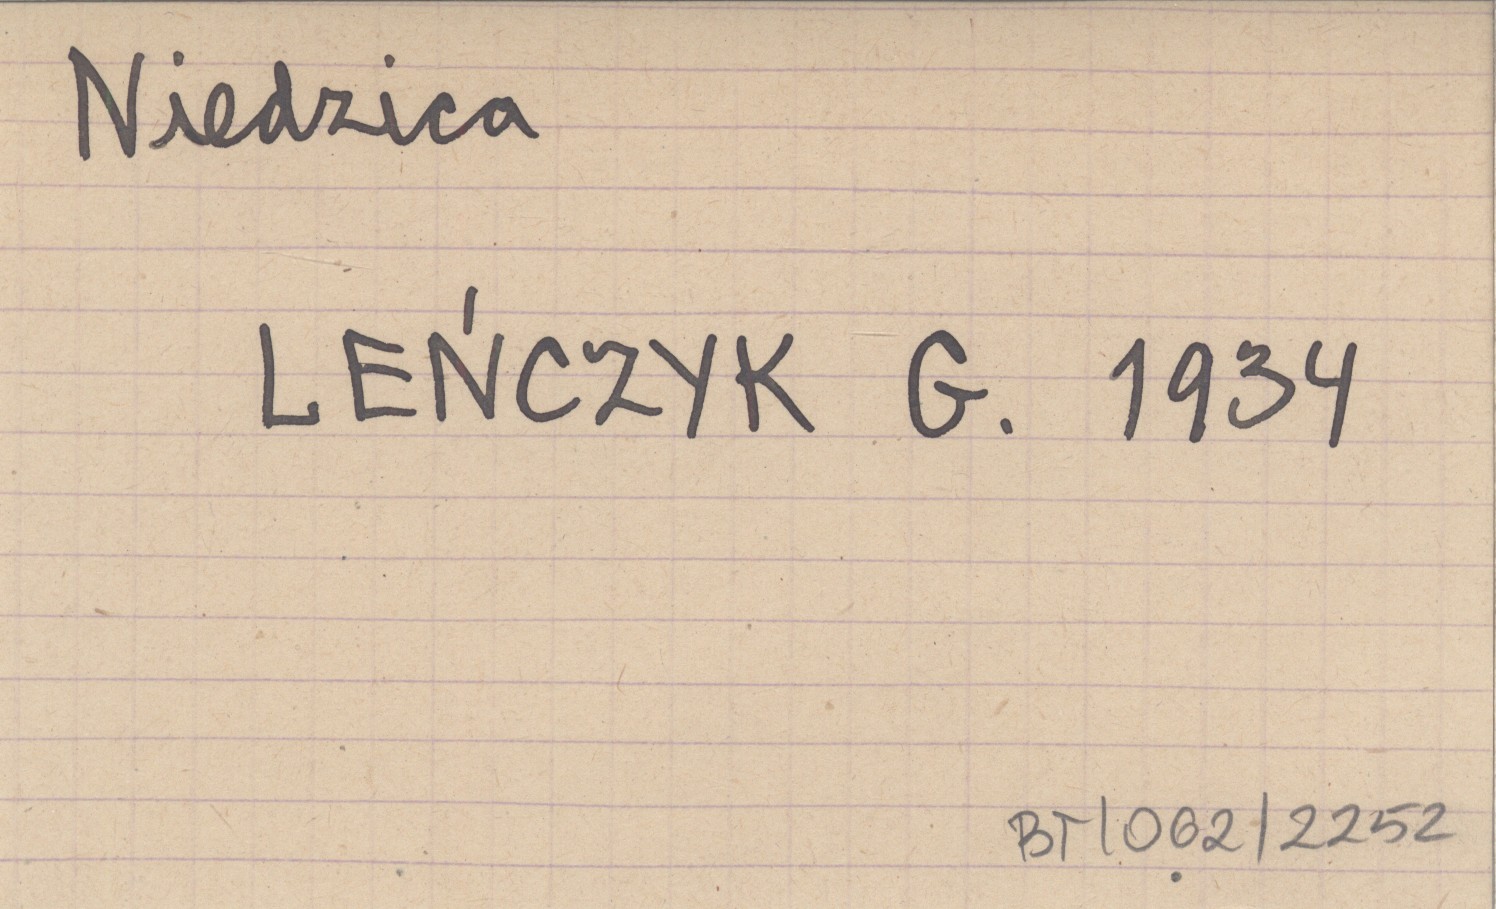 Niedzica
LEŃCZYK G. 1934
BT/062/2252